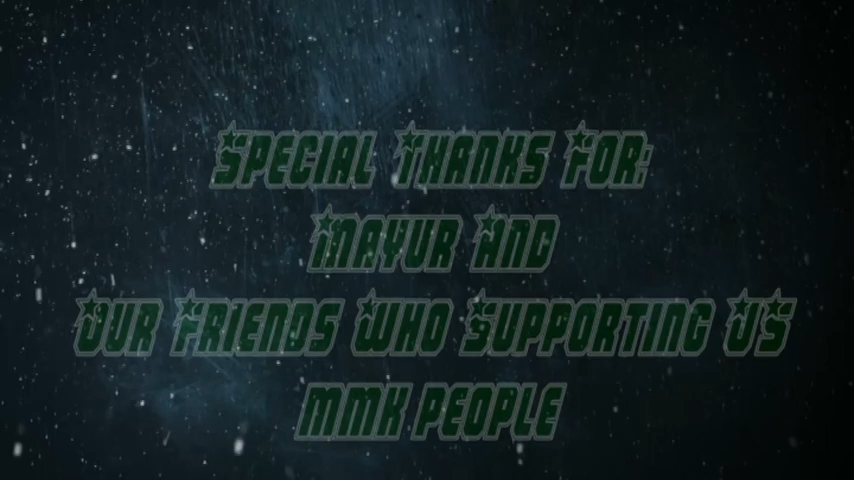 Special Thanks For:
Mayur And
Our Friends Who Supporting Us
MMK PEOPLE